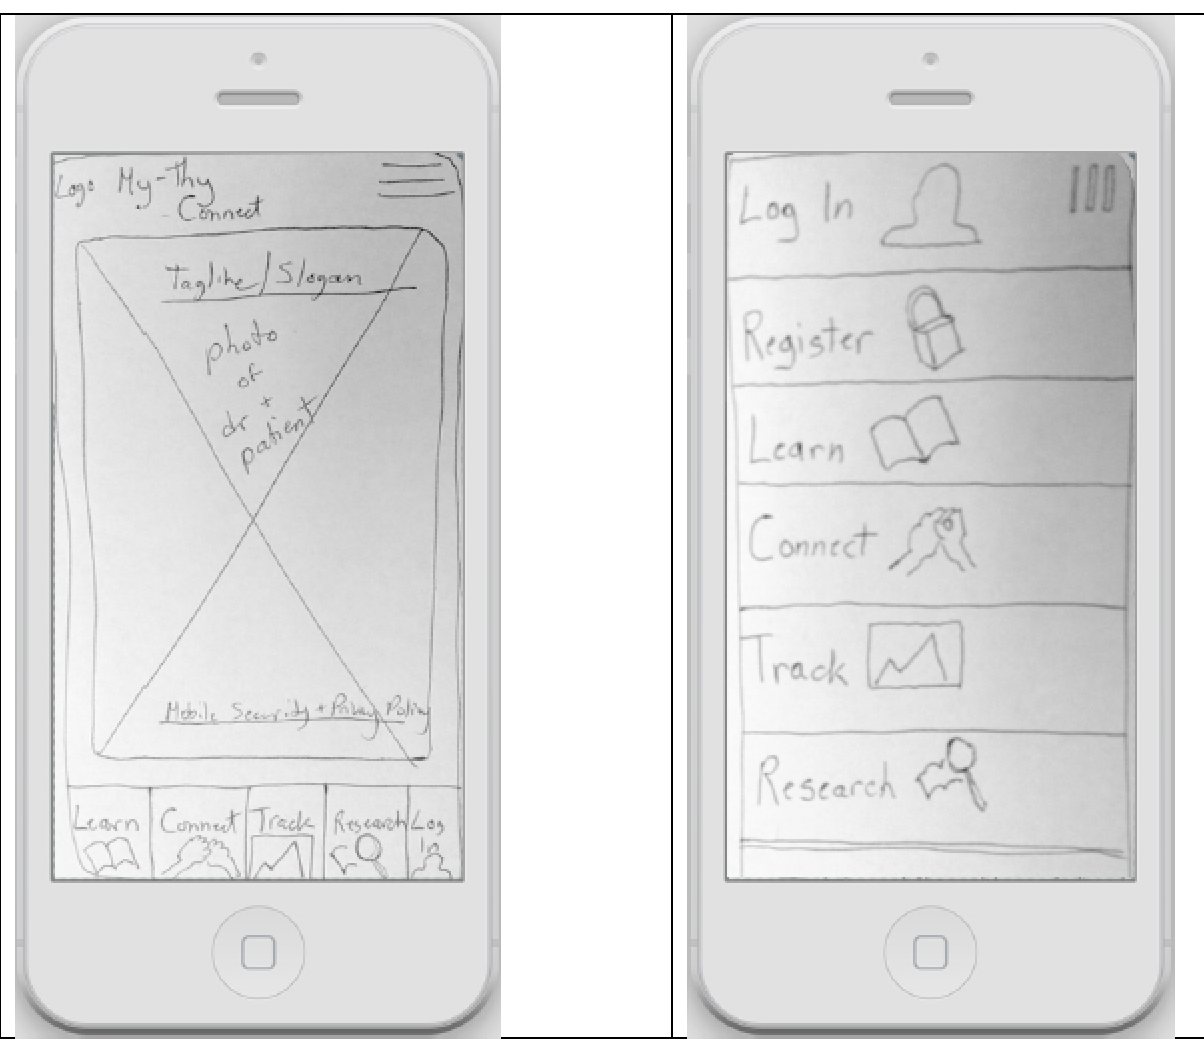 Logo My-Thy
Connect
Tagline/Slogan
photo
of
dr +
patient
Mobile Security + Privacy Policy
Learn
Connect
Track
Research
Log
In
Log In
Register
Learn
Connect
Track
Research